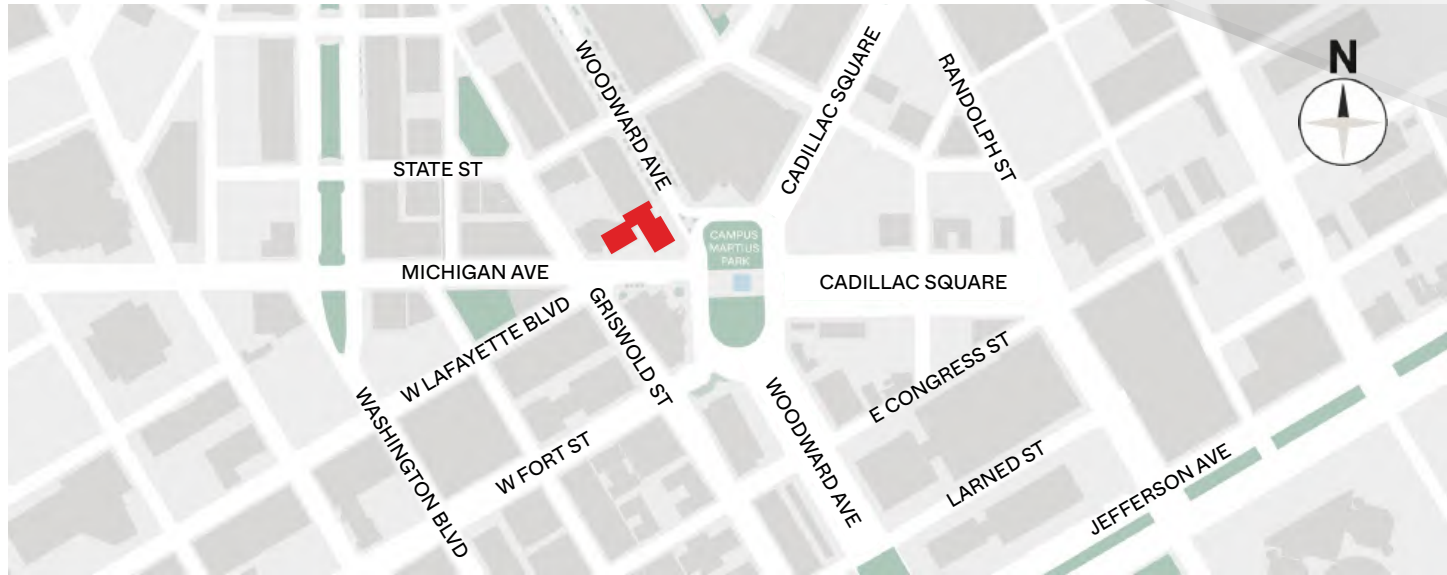 WOODWARD AVE
CADILLAC SQUARE
RANDOLPH ST
N
STATE ST
CAMPUS
MARTIUS
PARK
MICHIGAN AVE
CADILLAC SQUARE
W LAFAYETTE BLVD
GRISWOLD ST
E CONGRESS ST
WASHINGTON BLVD
W FORT ST
WOODWARD AVE
LARNED ST
JEFFERSON AVE